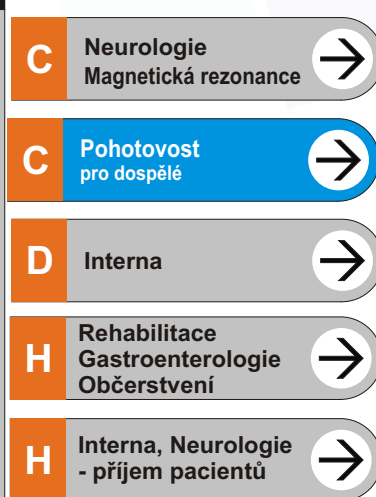 C
Neurologie
Magnetická rezonance
C
Pohotovost
pro dospělé
D
Interna
H
Rehabilitace
Gastroenterologie
Občerstvení
H
Interna, Neurologie
- příjem pacientů